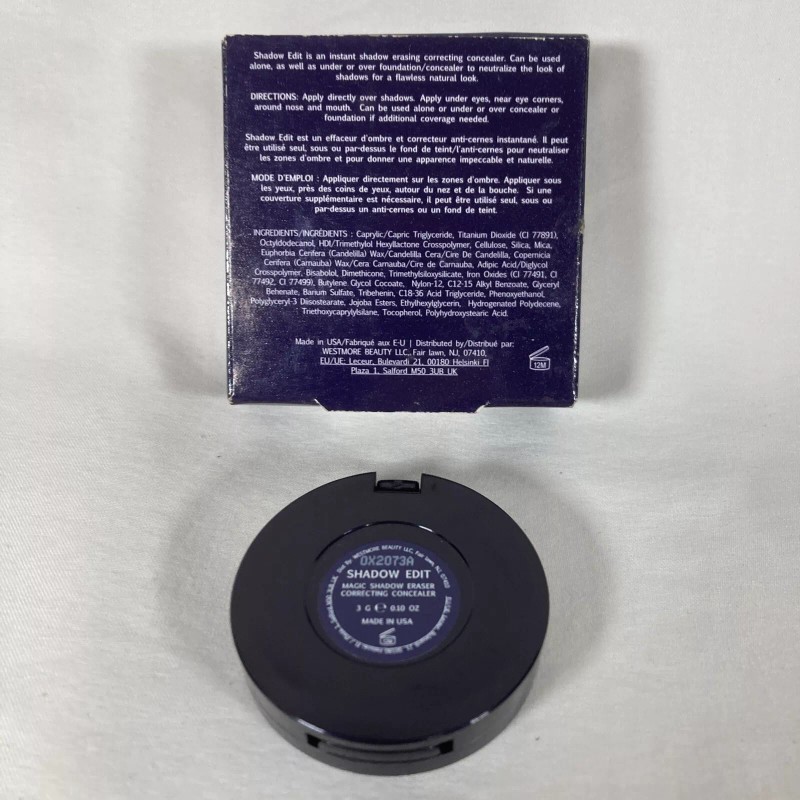 Shadow Edit is an instant shadow erasing correcting concealer. Can be used
alone, as well as under or over foundation/concealer to neutralize the look of
shadows for a flawless natural look.
DIRECTIONS: Apply directly over shadows. Apply under eyes, near eye corners,
around nose and mouth. Can be used alone or under or over concealer or
foundation if additional coverage needed.
Shadow Edit est un effaceur d'ombre et correcteur anti-cernes instantané. Il peut
être utilisé seul, sous ou par-dessus le fond de teint/l'anti-cernes pour neutraliser
les zones d'ombre et pour donner une apparence impeccable et naturelle.
MODE D'EMPLOI : Appliquer directement sur les zones d'ombre. Appliquer sous
les yeux, près des coins de yeux, autour du nez et de la bouche. Si une
couverture supplémentaire est nécessaire, il peut être utilisé seul, sous ou
par-dessus un anti-cernes ou un fond de teint.
INGREDIENTS/INGRÉDIENTS : Caprylic/Capric Triglyceride, Titanium Dioxide (CI 77891),
Octyldodecanol, HDI/Trimethylol Hexyllactone Crosspolymer, Cellulose, Silica, Mica,
Euphorbia Cerifera (Candelilla) Wax/Candelilla Cera/Cire De Candelilla, Copernicia
Cerifera (Carnauba) Wax/Cera Carnauba/Cire de Carnauba, Adipic Acid/Diglycol
Crosspolymer, Bisabolol, Dimethicone, Trimethylsiloxysilicate, Iron Oxides (CI 77491, CI
77492, CI 77499), Butylene Glycol Cocoate, Nylon-12, C12-15 Alkyl Benzoate, Glyceryl
Behenate, Barium Sulfate, Tribehenin, C18-36 Acid Triglyceride, Phenoxyethanol,
Polyglyceryl-3 Diisostearate, Jojoba Esters, Ethylhexylglycerin, Hydrogenated Polydecene,
Triethoxycaprylylsilane, Tocopherol, Polyhydroxystearic Acid.
Made in USA/Fabriqué aux E-U | Distributed by/Distribué par:
WESTMORE BEAUTY LLC, Fair lawn, NJ, 07410,
EU/UE: Leceur, Bulevardi 21, 00180 Helsinki FI
Plaza 1, Salford M50 3UB UK
12M
WESTMORE BEAUTY LLC, Fair lawn, NJ, 07410
0X2073A
SHADOW EDIT
MAGIC SHADOW ERASER
CORRECTING CONCEALER
3 G ℮ 0.10 OZ
MADE IN USA
12M